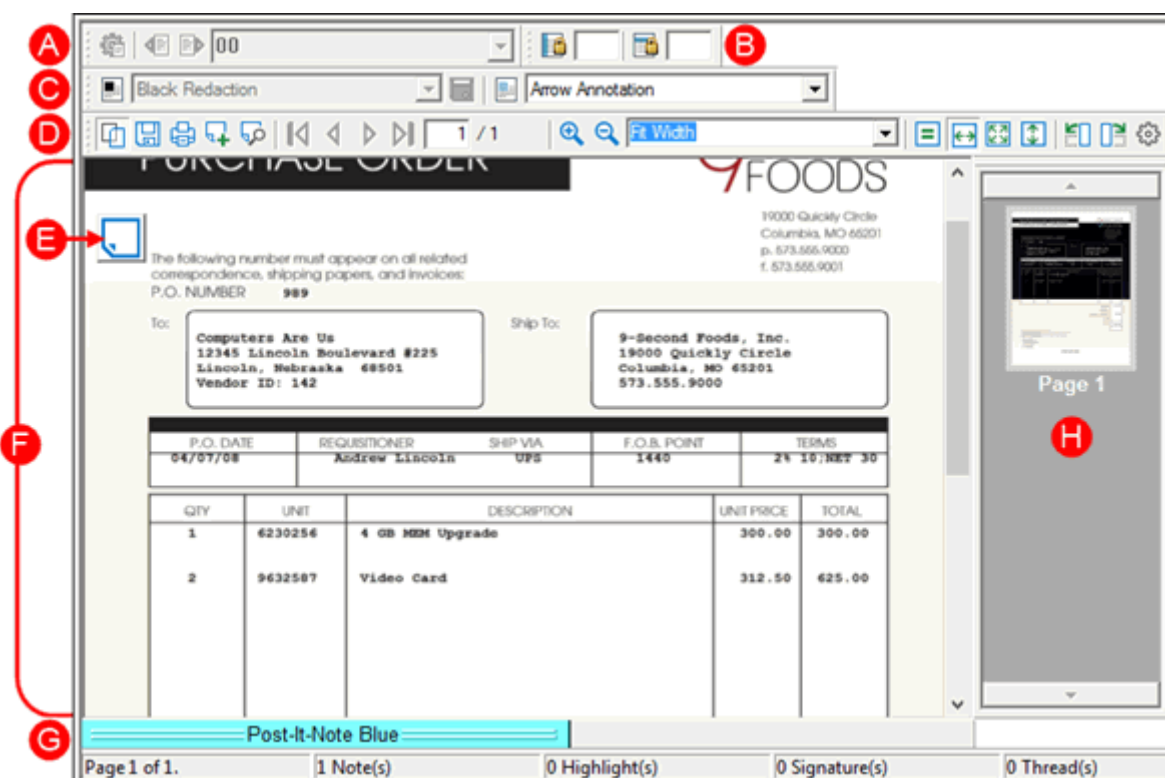 A
00
B
C
Black Redaction
Arrow Annotation
D
1 / 1
Fit Width
PURCHASE ORDER
9 FOODS
E
19000 Quickly Circle
Columbia, MO 65201
p. 573.555.9000
f. 573.555.9001
The following number must appear on all related
correspondence, shipping papers, and invoices:
P.O. NUMBER 989
To:
Computers Are Us
12345 Lincoln Boulevard #225
Lincoln, Nebraska 68501
Vendor ID: 142
Ship To:
9-Second Foods, Inc.
19000 Quickly Circle
Columbia, MO 65201
573.555.9000
Page 1
H
F
P.O. DATE REQUISITIONER SHIP VIA F.O.B. POINT TERMS
04/07/08 Andrew Lincoln UPS 1440 2% 10;NET 30
QTY UNIT DESCRIPTION UNIT PRICE TOTAL
1 6230256 4 GB MEM Upgrade 300.00 300.00
2 9632587 Video Card 312.50 625.00
G
Post-It-Note Blue
Page 1 of 1. 1 Note(s) 0 Highlight(s) 0 Signature(s) 0 Thread(s)